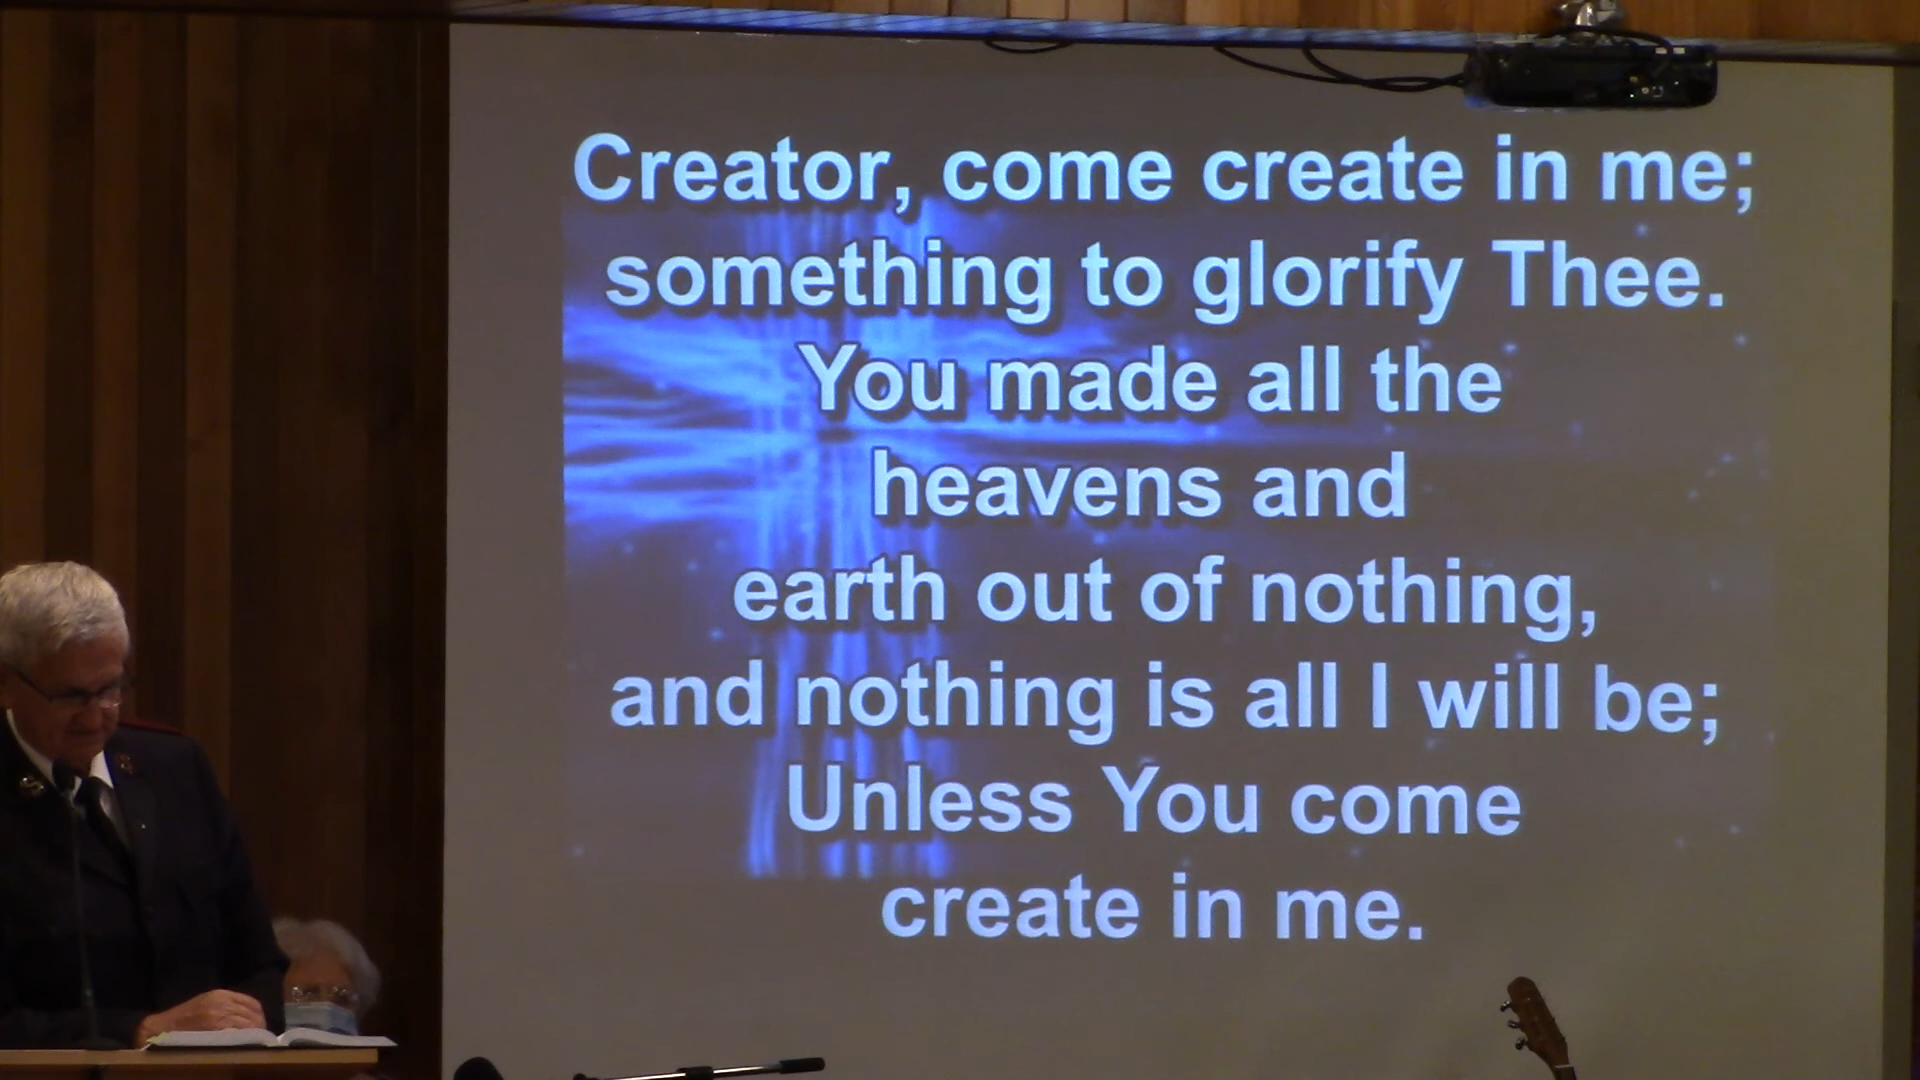 Creator, come create in me;
something to glorify Thee.
You made all the
heavens and
earth out of nothing,
and nothing is all I will be;
Unless You come
create in me.